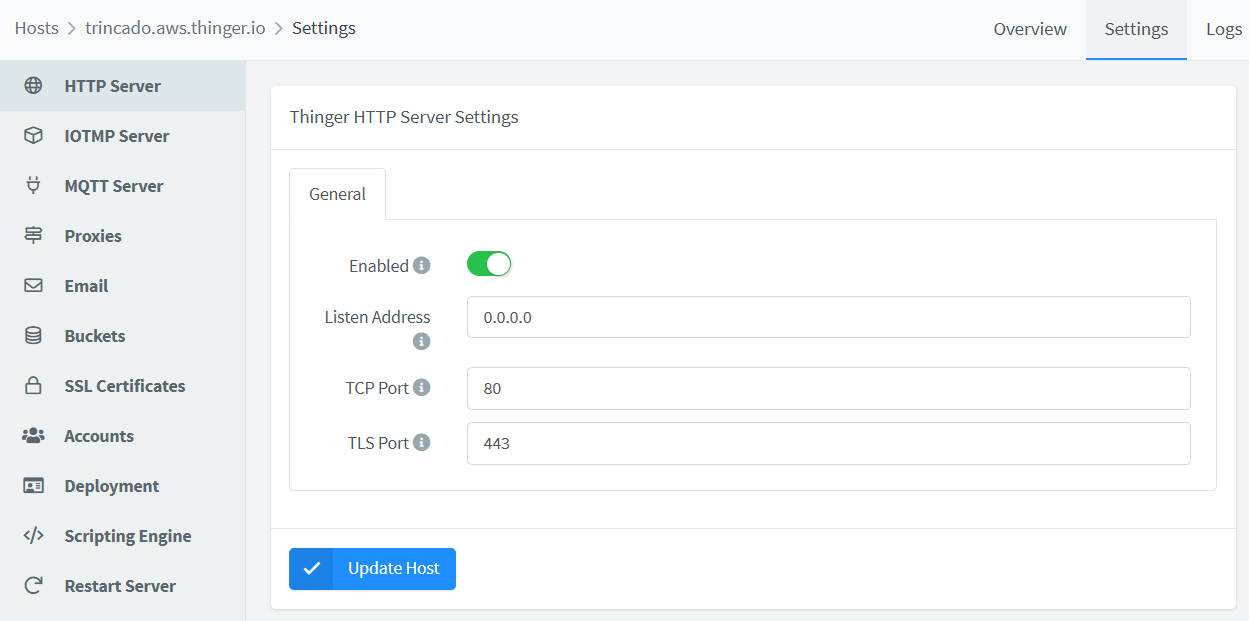 Hosts > trincado.aws.thinger.io > Settings
Overview
Settings
Logs
HTTP Server
IOTMP Server
MQTT Server
Proxies
Email
Buckets
SSL Certificates
Accounts
Deployment
Scripting Engine
Restart Server
Thinger HTTP Server Settings
General
Enabled
Listen Address
0.0.0.0
TCP Port
80
TLS Port
443
Update Host